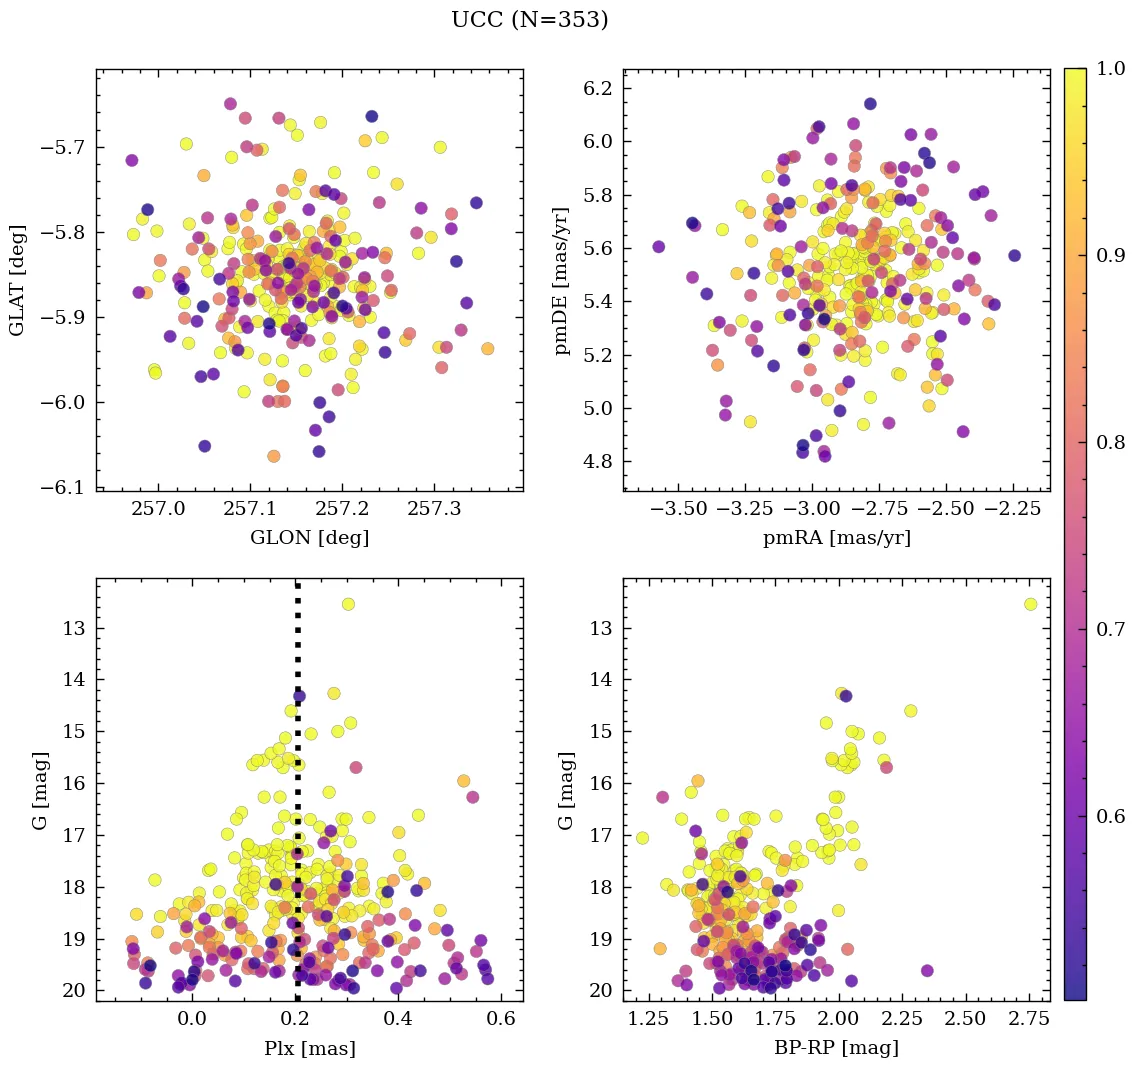 UCC (N=353)
−5.7
−5.8
−5.9
−6.0
−6.1
GLAT [deg]
257.0 257.1 257.2 257.3
GLON [deg]
6.2
6.0
5.8
5.6
5.4
5.2
5.0
4.8
pmDE [mas/yr]
−3.50 −3.25 −3.00 −2.75 −2.50 −2.25
pmRA [mas/yr]
13
14
15
16
17
18
19
20
G [mag]
0.0 0.2 0.4 0.6
Plx [mas]
13
14
15
16
17
18
19
20
G [mag]
1.25 1.50 1.75 2.00 2.25 2.50 2.75
BP-RP [mag]
1.0
0.9
0.8
0.7
0.6